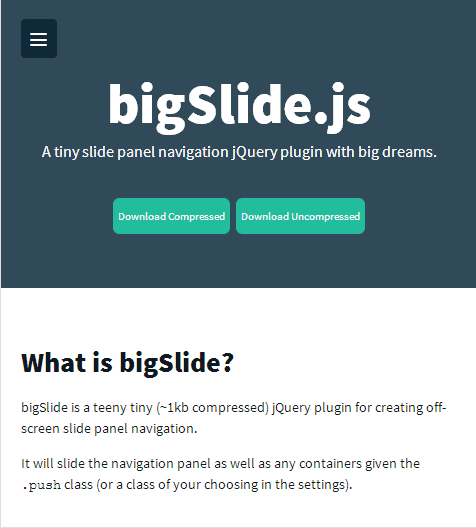 bigSlide.js
A tiny slide panel navigation jQuery plugin with big dreams.
Download Compressed
Download Uncompressed
What is bigSlide?
bigSlide is a teeny tiny (~1kb compressed) jQuery plugin for creating off-
screen slide panel navigation.
It will slide the navigation panel as well as any containers given the
.push class (or a class of your choosing in the settings).